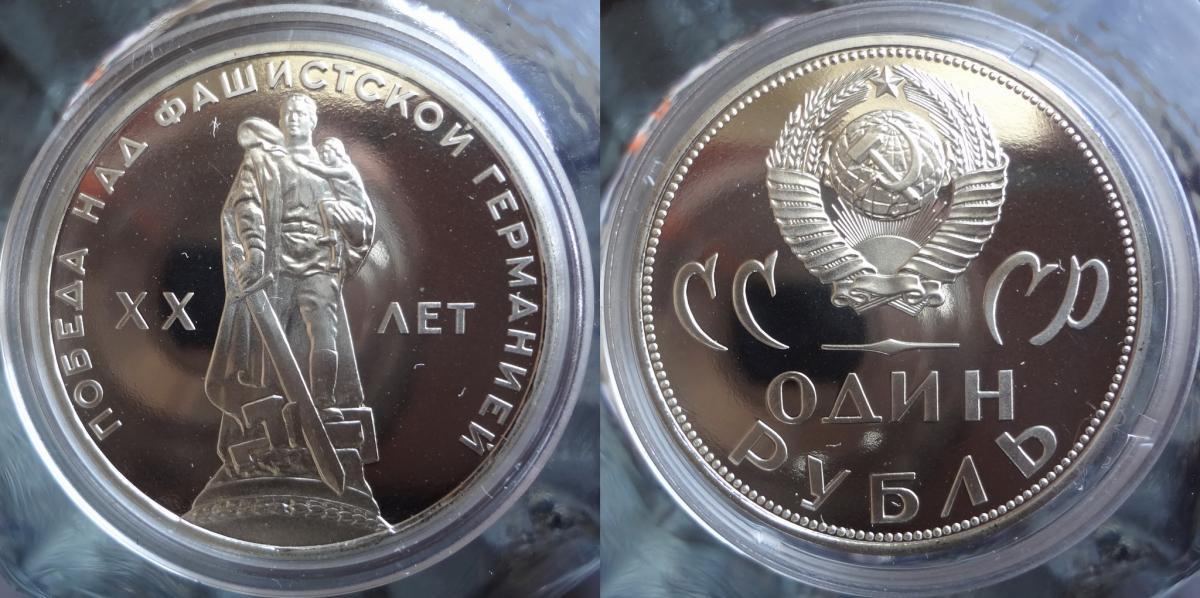 ПОБЕДА НАД ФАШИСТСКОЙ ГЕРМАНИЕЙ
XX ЛЕТ
СССР
ОДИН
РУБЛЬ